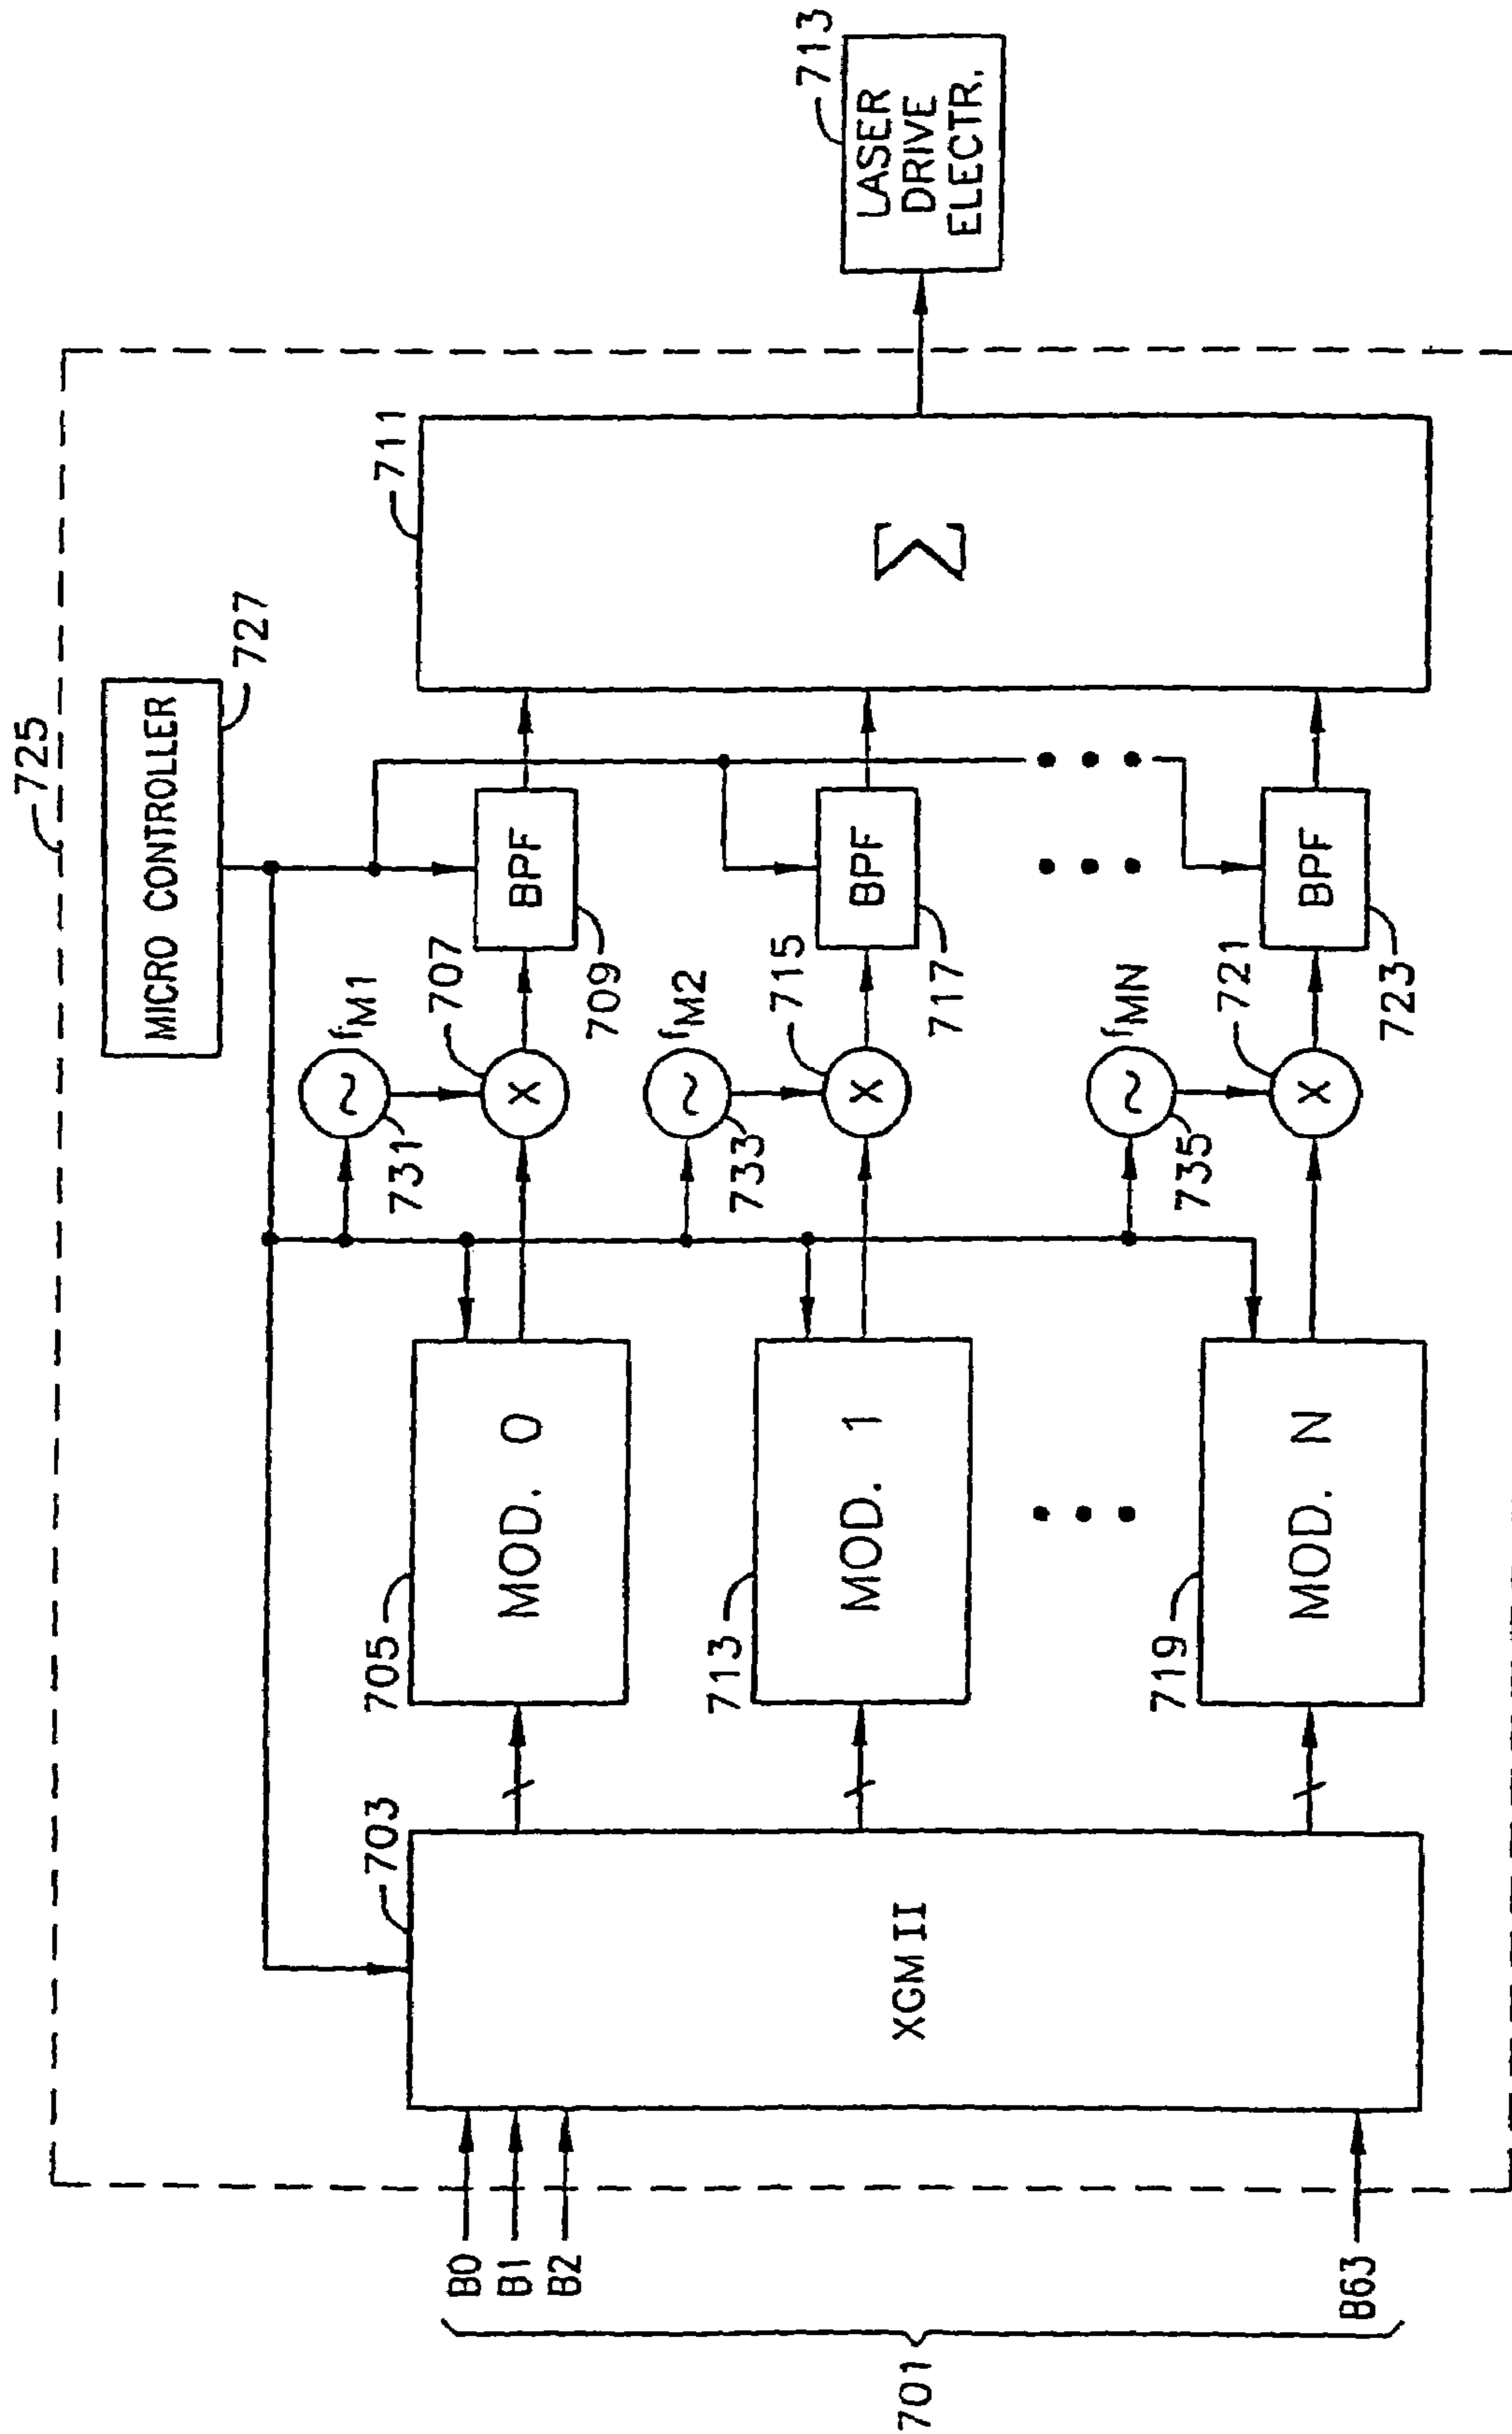 725
MICRO CONTROLLER
727
711
Σ
LASER
DRIVE
ELECTR.
713
701
B0
B1
B2
B63
703
XGMII
705
MOD. 0
731
~
fM1
707
X
BPF
709
713
MOD. 1
733
~
fM2
715
X
BPF
717
719
MOD. N
735
~
fMN
721
X
BPF
723